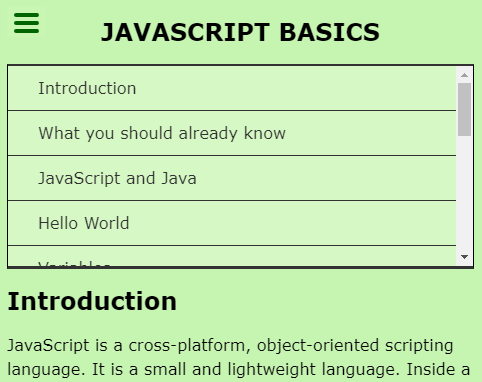 JAVASCRIPT BASICS
Introduction
What you should already know
JavaScript and Java
Hello World
Variables
Introduction
JavaScript is a cross-platform, object-oriented scripting
language. It is a small and lightweight language. Inside a